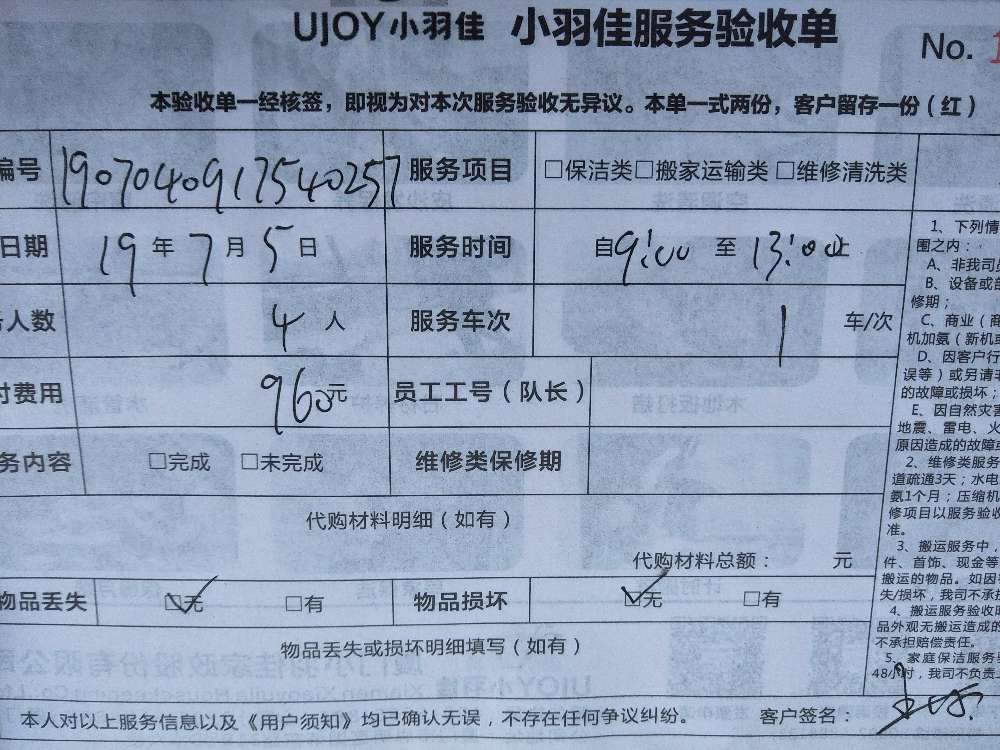 UJOY小羽佳 小羽佳服务验收单
No.
本验收单一经核签,即视为对本次服务验收无异议。本单一式两份,客户留存一份(红)
编号 190704091754025 7 服务项目 □保洁类□搬家运输类 □维修清洗类
日期 19 年 7 月 5 日 服务时间 自9:00 至 13:00止
人数 4 人 服务车次 1 车/次
付费用 960元 员工工号(队长)
务内容 □完成 □未完成 维修类保修期
代购材料明细(如有)
代购材料总额: 元
物品丢失 ☑无 □有 物品损坏 ☑无 □有
物品丢失或损坏明细填写(如有)
本人对以上服务信息以及《用户须知》均已确认无误,不存在任何争议纠纷。 客户签名:
1、下列情
围之内:
A、非我司
B、设备或
修期;
C、商业(商
机加氨(新机或
D、因客户行
误等)或另请
的故障或损坏;
E、因自然灾害
地震、雷电、火
原因造成的故障或
2、维修类服务
道疏通3天;水电
氨1个月;压缩机
修项目以服务验收
准。
3、搬运服务中,
件、首饰、现金等
搬运的物品。如因
失/损坏,我司不承担
4、搬运服务验收时
品外观无搬运造成的
不承担赔偿责任。
5、家庭保洁服务验
48小时,我司不负责